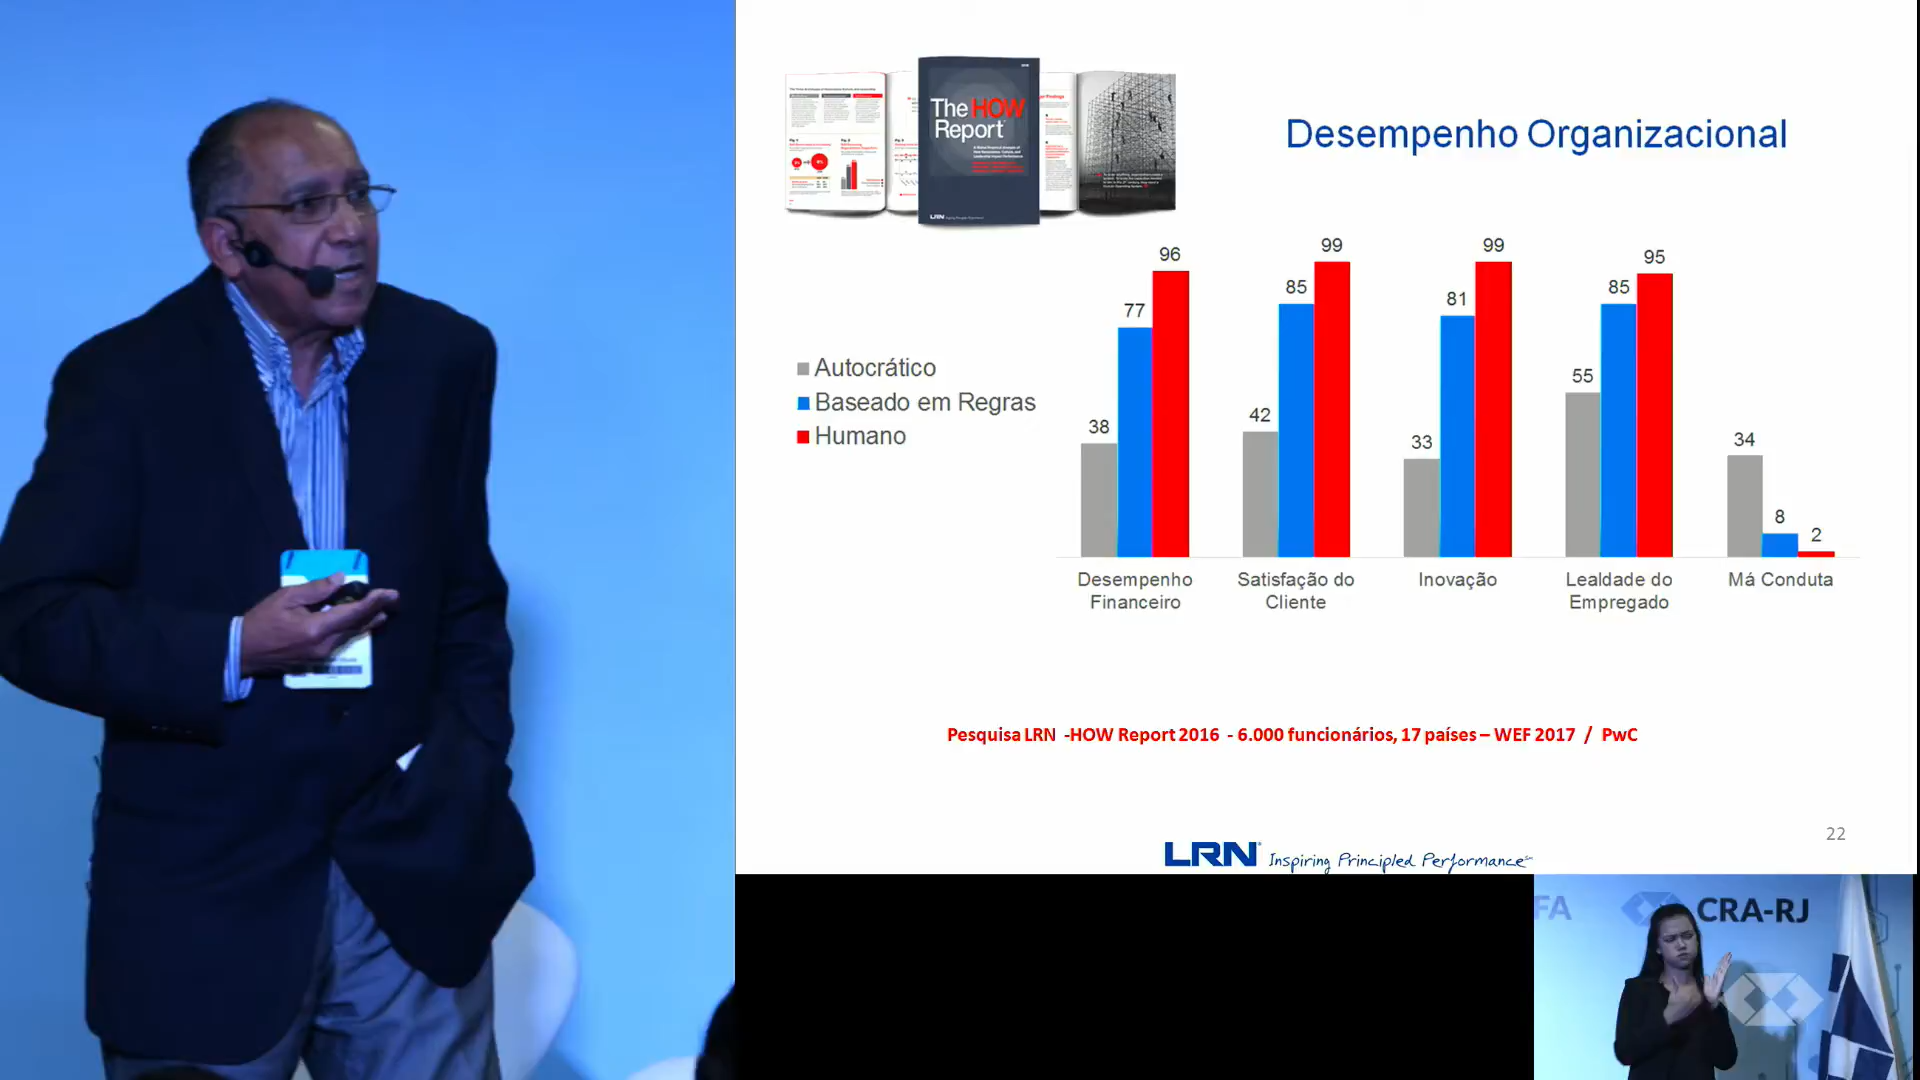 The HOW
Report
LRN
Desempenho Organizacional
Autocrático
Baseado em Regras
Humano
38
77
96
42
85
99
33
81
99
55
85
95
34
8
2
Desempenho
Financeiro
Satisfação do
Cliente
Inovação
Lealdade do
Empregado
Má Conduta
Pesquisa LRN -HOW Report 2016 - 6.000 funcionários, 17 países – WEF 2017 / PwC
22
LRN Inspiring Principled Performance
FA
CRA-RJ